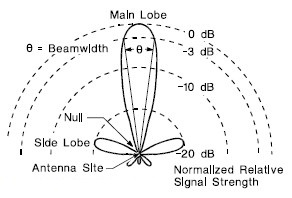 Main Lobe
0 dB
θ = Beamwidth
-3 dB
θ
-10 dB
Null
Side Lobe
Antenna Site
-20 dB
Normalized Relative
Signal Strength